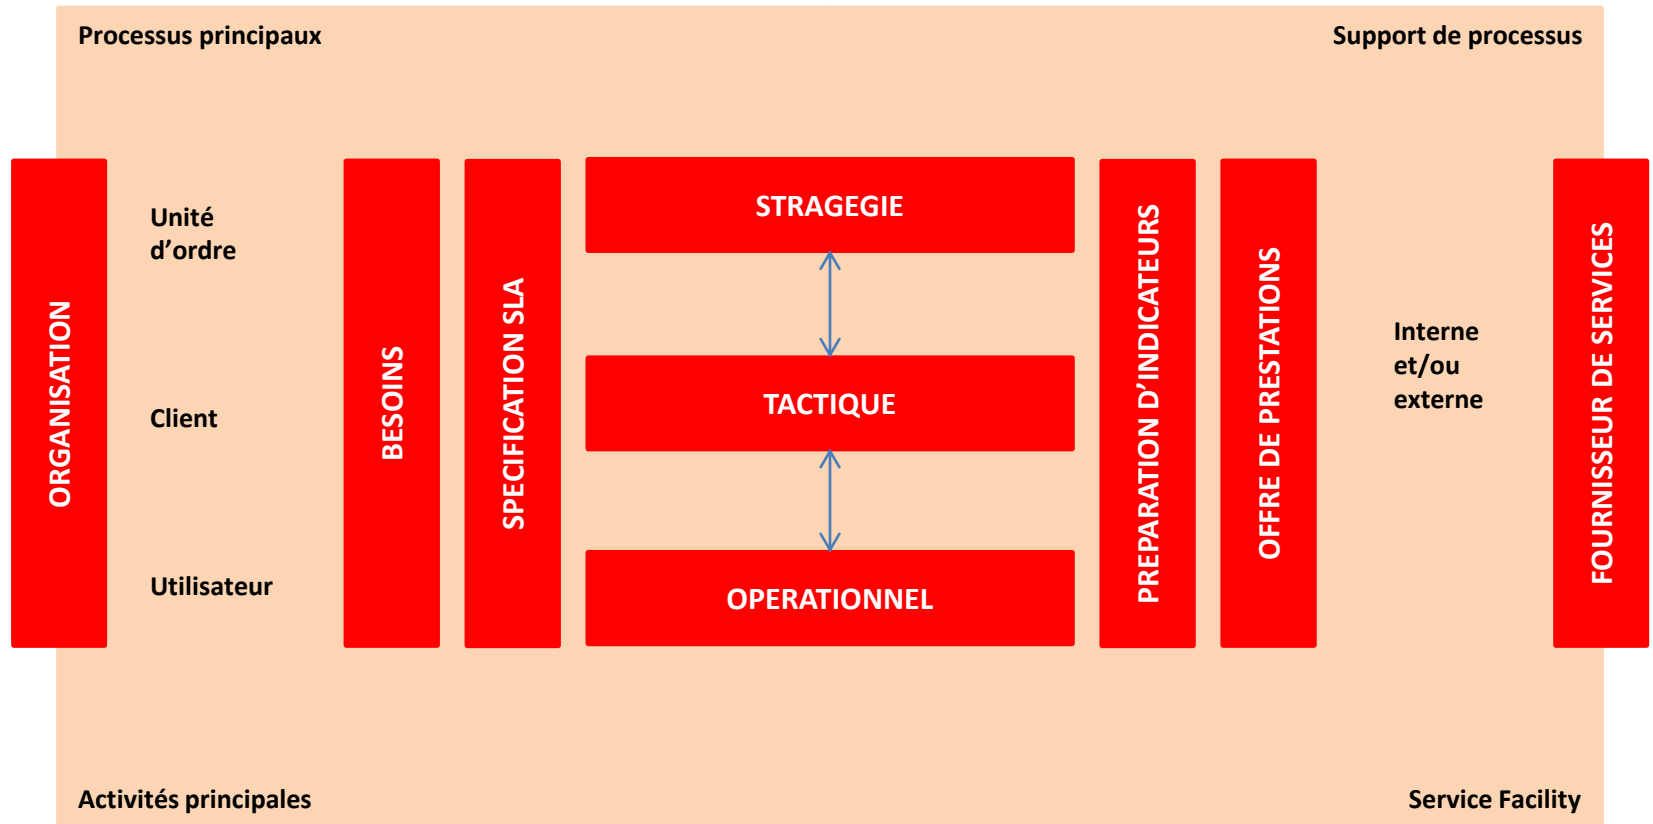 Processus principaux
Support de processus
ORGANISATION
Unité
d’ordre
Client
Utilisateur
BESOINS
SPECIFICATION SLA
STRAGEGIE
TACTIQUE
OPERATIONNEL
PREPARATION D’INDICATEURS
OFFRE DE PRESTATIONS
Interne
et/ou
externe
FOURNISSEUR DE SERVICES
Activités principales
Service Facility